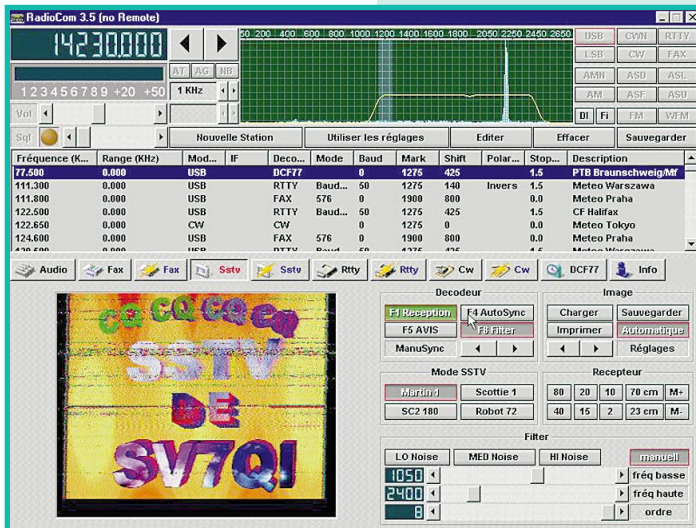 RadioCom 3.5 (no Remote)
14230.000
50 200 400 600 800 1000 1200 1400 1600 1800 2050 2250 2450 2650
USB CWN RTTY
LSB CW FAX
AMN ASD ASL
AM ASF ASU
DI Fi FM WFM
AT AG NB
1 2 3 4 5 6 7 8 9 +20 +50
1 KHz
Vol
Sql
Nouvelle Station Utiliser les réglages Editer Effacer Sauvegarder
Fréquence (K... Range (KHz) Mod... IF Deco... Mode Baud Mark Shift Polar... Stop... Description
77.500 0.000 USB DCF77 0 1275 425 1.5 PTB Braunschweig/Mf
111.300 0.000 USB RTTY Baud... 50 1275 140 Invers 1.5 Meteo Warszawa
111.800 0.000 USB FAX 576 0 1900 800 0.0 Meteo Praha
122.500 0.000 USB RTTY Baud... 50 1275 425 1.5 CF Halifax
122.650 0.000 CW CW 0 1275 0 0.0 Meteo Tokyo
124.600 0.000 USB FAX 576 0 1900 800 0.0 Meteo Praha
Audio Fax Fax Sstv Sstv Rtty Rtty Cw Cw DCF77 Info
CQ CQ CQ CQ
SSTV
DE
SV7QI
Decodeur
F1 Reception F4 AutoSync
F5 AVIS F8 Filter
ManuSync
Image
Charger Sauvegarder
Imprimer Automatique
Réglages
Mode SSTV
Martin 1 Scottie 1
SC2 180 Robot 72
Recepteur
80 20 10 70 cm M+
40 15 2 23 cm M-
Filter
LO Noise MED Noise HI Noise manuell
1050 fréq basse
2400 fréq haute
8 ordre